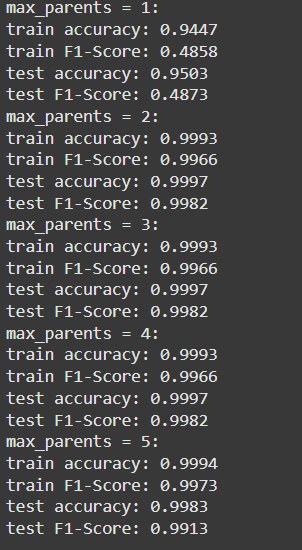 max_parents = 1:
train accuracy: 0.9447
train F1-Score: 0.4858
test accuracy: 0.9503
test F1-Score: 0.4873
max_parents = 2:
train accuracy: 0.9993
train F1-Score: 0.9966
test accuracy: 0.9997
test F1-Score: 0.9982
max_parents = 3:
train accuracy: 0.9993
train F1-Score: 0.9966
test accuracy: 0.9997
test F1-Score: 0.9982
max_parents = 4:
train accuracy: 0.9993
train F1-Score: 0.9966
test accuracy: 0.9997
test F1-Score: 0.9982
max_parents = 5:
train accuracy: 0.9994
train F1-Score: 0.9973
test accuracy: 0.9983
test F1-Score: 0.9913